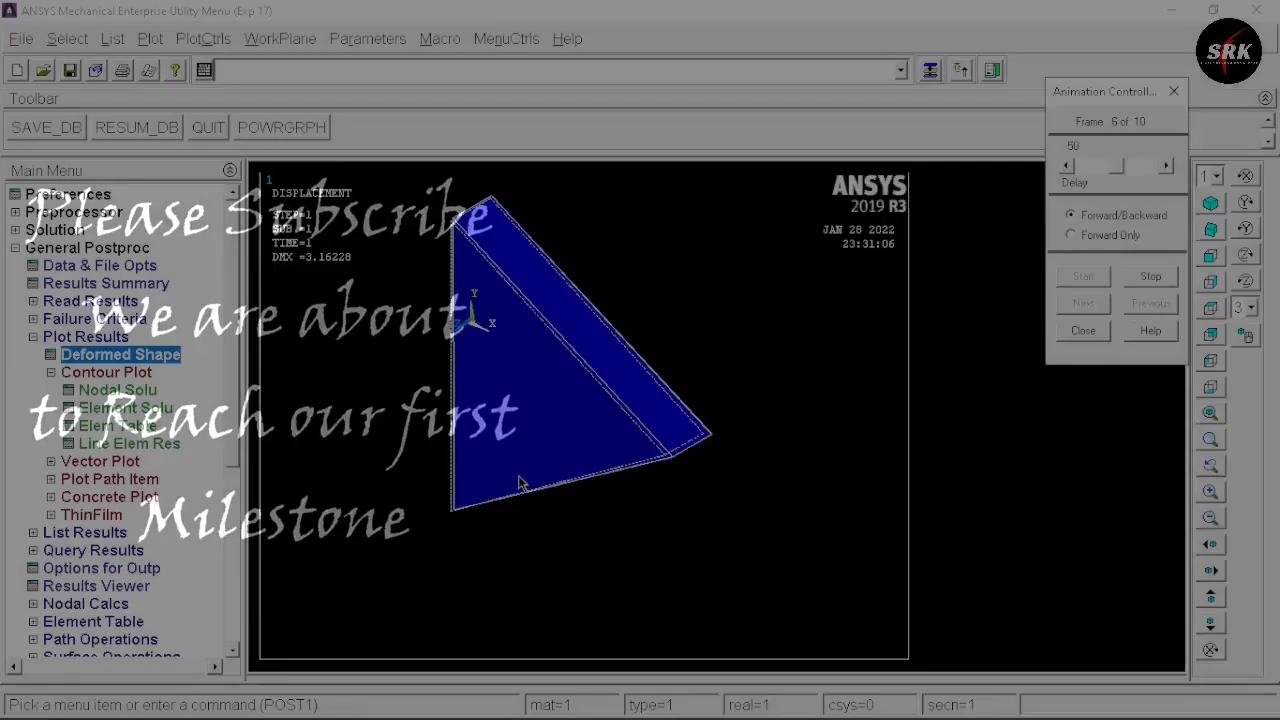 ANSYS Mechanical Enterprise Utility Menu (Exp 17)
SRK
File Select List Plot PlotCtrls WorkPlane Parameters Macro MenuCtrls Help
Toolbar
SAVE_DB RESUM_DB QUIT POWRGRPH
Main Menu
Preferences
Preprocessor
Solution
General Postproc
Data & File Opts
Results Summary
Read Results
Failure Criteria
Plot Results
Deformed Shape
Contour Plot
Nodal Solu
Element Solu
Elem Table
Line Elem Res
Vector Plot
Plot Path Item
Concrete Plot
ThinFilm
List Results
Query Results
Options for Outp
Results Viewer
Nodal Calcs
Element Table
Path Operations
Surface Operations
Please Subscribe
We are about
to Reach our first
Milestone
1
DISPLACEMENT
STEP=1
SUB =1
TIME=1
DMX =3.16228
Y
X
ANSYS
2019 R3
JAN 28 2022
23:31:06
Animation Controll...
Frame 6 of 10
50
Delay
Forward/Backward
Forward Only
Start Stop
Next Previous
Close Help
1
3
Pick a menu item or enter a command (POST1)
mat=1 type=1 real=1 csys=0 secn=1